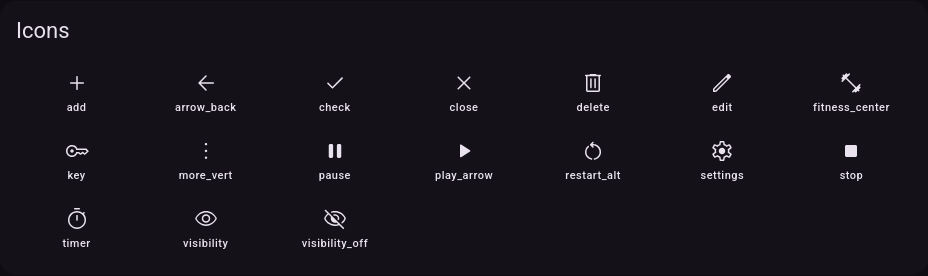 Icons
add arrow_back check close delete edit fitness_center
key more_vert pause play_arrow restart_alt settings stop
timer visibility visibility_off